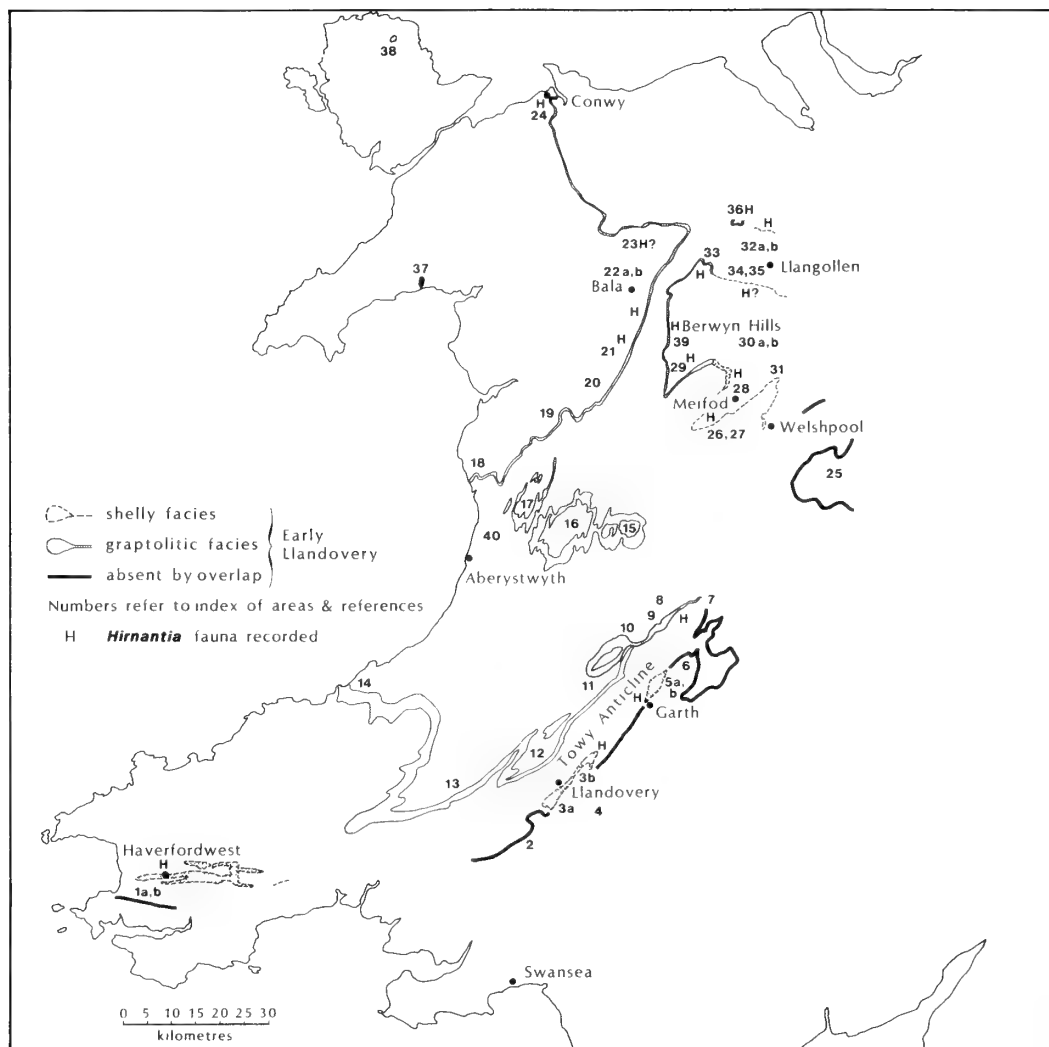 38
H
Conwy
24
36H
H
23H?
33
32a,b
Llangollen
22a,b
34,35
37
Bala
H
H?
H
H
Berwyn Hills
H
39
30a,b
21
29
H
H
31
20
28
Meifod
H
Welshpool
26,27
19
18
25
17
16
15
40
Aberystwyth
shelly facies
graptolitic facies
absent by overlap
Early
Llandovery
Numbers refer to index of areas & references
H Hirnantia fauna recorded
8
7
9
H
10
6
11
5a,
b
14
H
Garth
Towy Anticline
12
H
13
3b
Llandovery
3a
4
2
Haverfordwest
H
1a,b
Swansea
0 5 10 15 20 25 30
kilometres